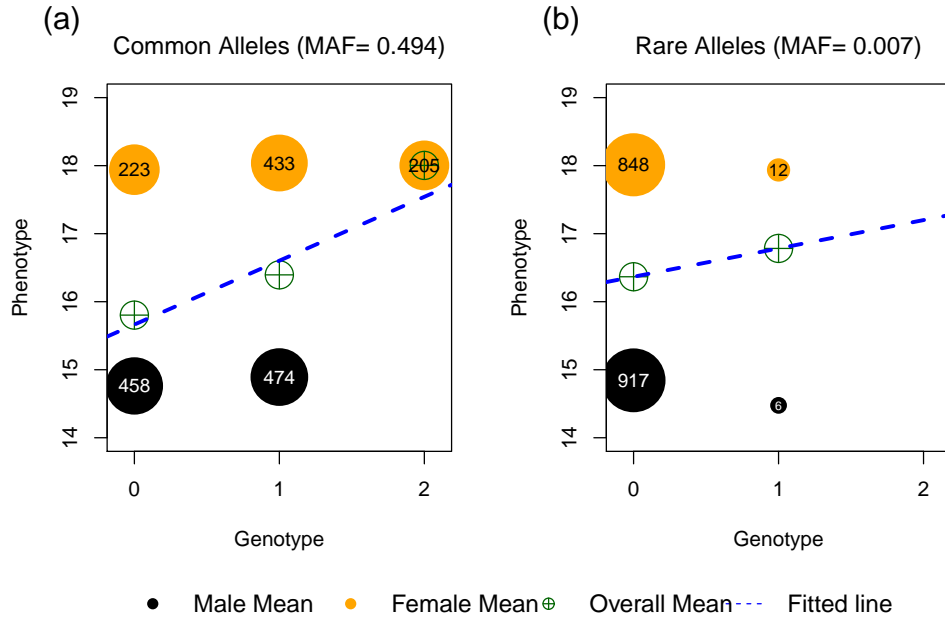 (a)
Common Alleles (MAF= 0.494)
Phenotype
19
18
17
16
15
14
223
433
205
458
474
0 1 2
Genotype
(b)
Rare Alleles (MAF= 0.007)
Phenotype
19
18
17
16
15
14
848
12
917
6
0 1 2
Genotype
Male Mean Female Mean Overall Mean Fitted line